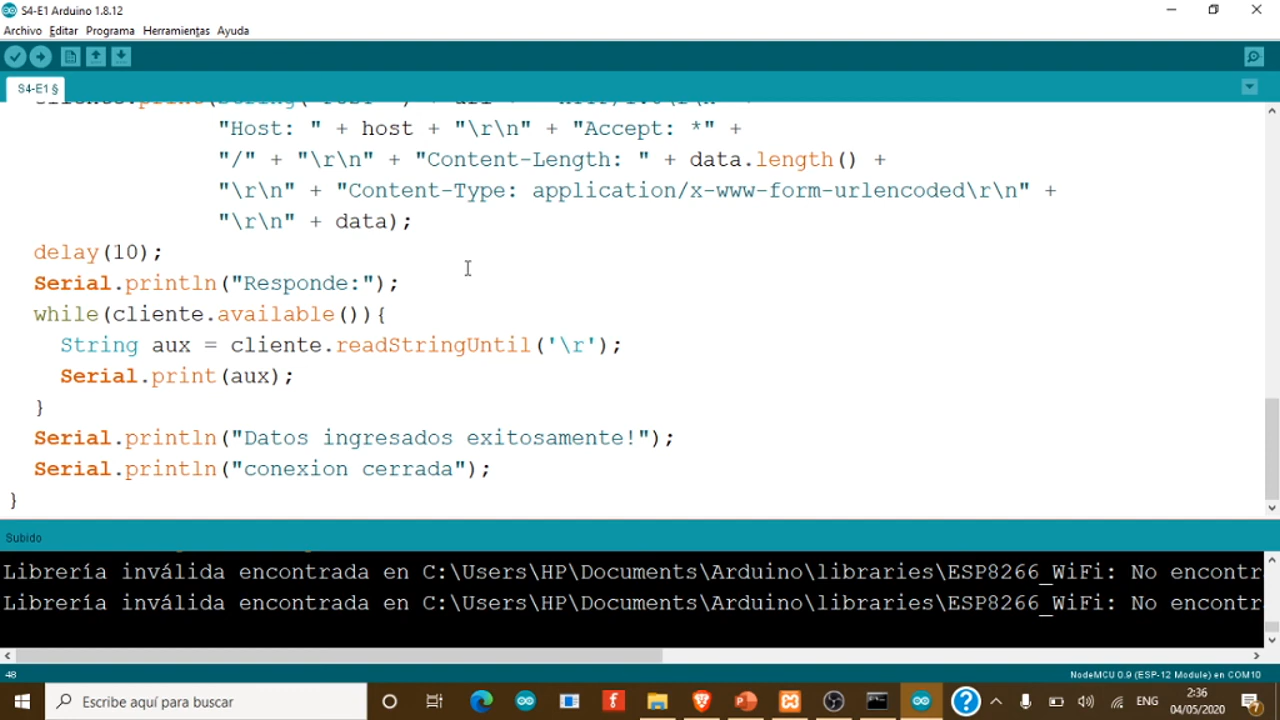 S4-E1 Arduino 1.8.12
Archivo Editar Programa Herramientas Ayuda
S4-E1 §
"Host: " + host + "\r\n" + "Accept: *" +
"/" + "\r\n" + "Content-Length: " + data.length() +
"\r\n" + "Content-Type: application/x-www-form-urlencoded\r\n" +
"\r\n" + data);
delay(10);
Serial.println("Responde:");
while(cliente.available()){
String aux = cliente.readStringUntil('\r');
Serial.print(aux);
}
Serial.println("Datos ingresados exitosamente!");
Serial.println("conexion cerrada");
}
Subido
Librería inválida encontrada en C:\Users\HP\Documents\Arduino\libraries\ESP8266_WiFi: No encontr
Librería inválida encontrada en C:\Users\HP\Documents\Arduino\libraries\ESP8266_WiFi: No encontr
48
NodeMCU 0.9 (ESP-12 Module) en COM10
Escribe aquí para buscar
ENG
2:36
04/05/2020